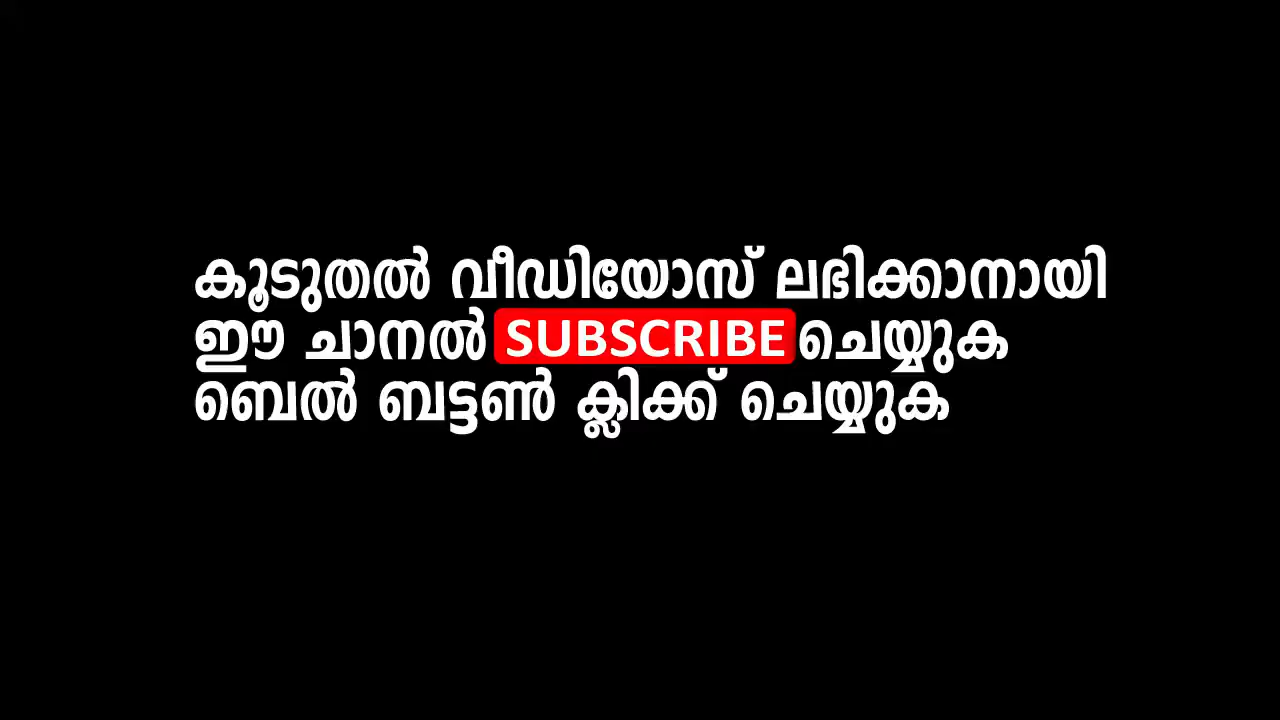 കൂടുതൽ വീഡിയോസ് ലഭിക്കാനായി
ഈ ചാനൽ SUBSCRIBE ചെയ്യുക
ബെൽ ബട്ടൺ ക്ലിക്ക് ചെയ്യുക